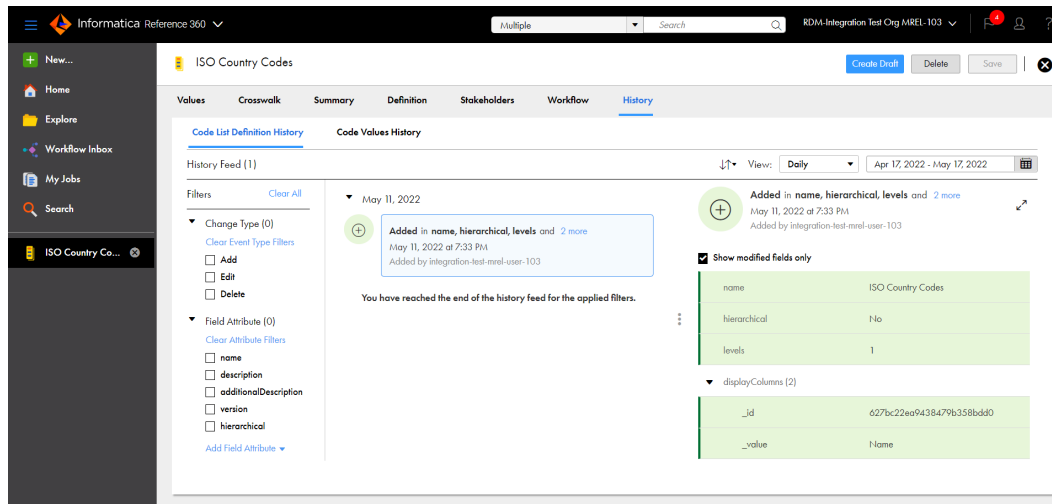 Informatica Reference 360
Multiple
Search
RDM-Integration Test Org MREL-103
4
?
New...
Home
Explore
Workflow Inbox
My Jobs
Search
ISO Country Co...
ISO Country Codes
Create Draft
Delete
Save
Values
Crosswalk
Summary
Definition
Stakeholders
Workflow
History
Code List Definition History
Code Values History
History Feed (1)
View:
Daily
Apr 17, 2022 - May 17, 2022
Filters
Clear All
Change Type (0)
Clear Event Type Filters
Add
Edit
Delete
Field Attribute (0)
Clear Attribute Filters
name
description
additionalDescription
version
hierarchical
Add Field Attribute
May 11, 2022
Added in name, hierarchical, levels and 2 more
May 11, 2022 at 7:33 PM
Added by integration-test-mrel-user-103
You have reached the end of the history feed for the applied filters.
Added in name, hierarchical, levels and 2 more
May 11, 2022 at 7:33 PM
Added by integration-test-mrel-user-103
Show modified fields only
name ISO Country Codes
hierarchical No
levels 1
displayColumns (2)
_id 627bc22ea9438479b358bdd0
_value Name